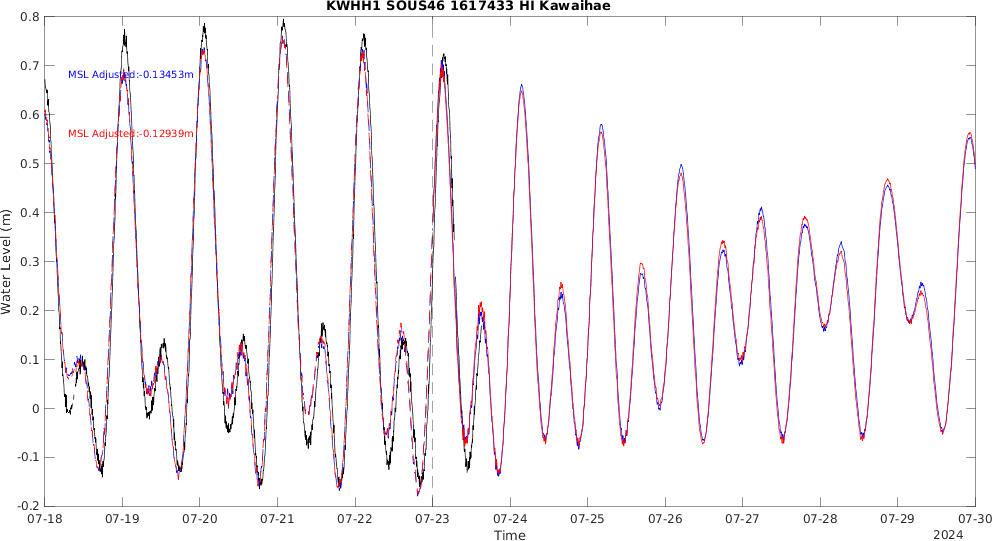 KWHH1 SOUS46 1617433 HI Kawaihae
0.8
0.7
MSL Adjusted:-0.13453m
0.6
MSL Adjusted:-0.12939m
0.5
0.4
0.3
0.2
0.1
0
-0.1
-0.2
Water Level (m)
07-18 07-19 07-20 07-21 07-22 07-23 07-24 07-25 07-26 07-27 07-28 07-29 07-30
Time
2024